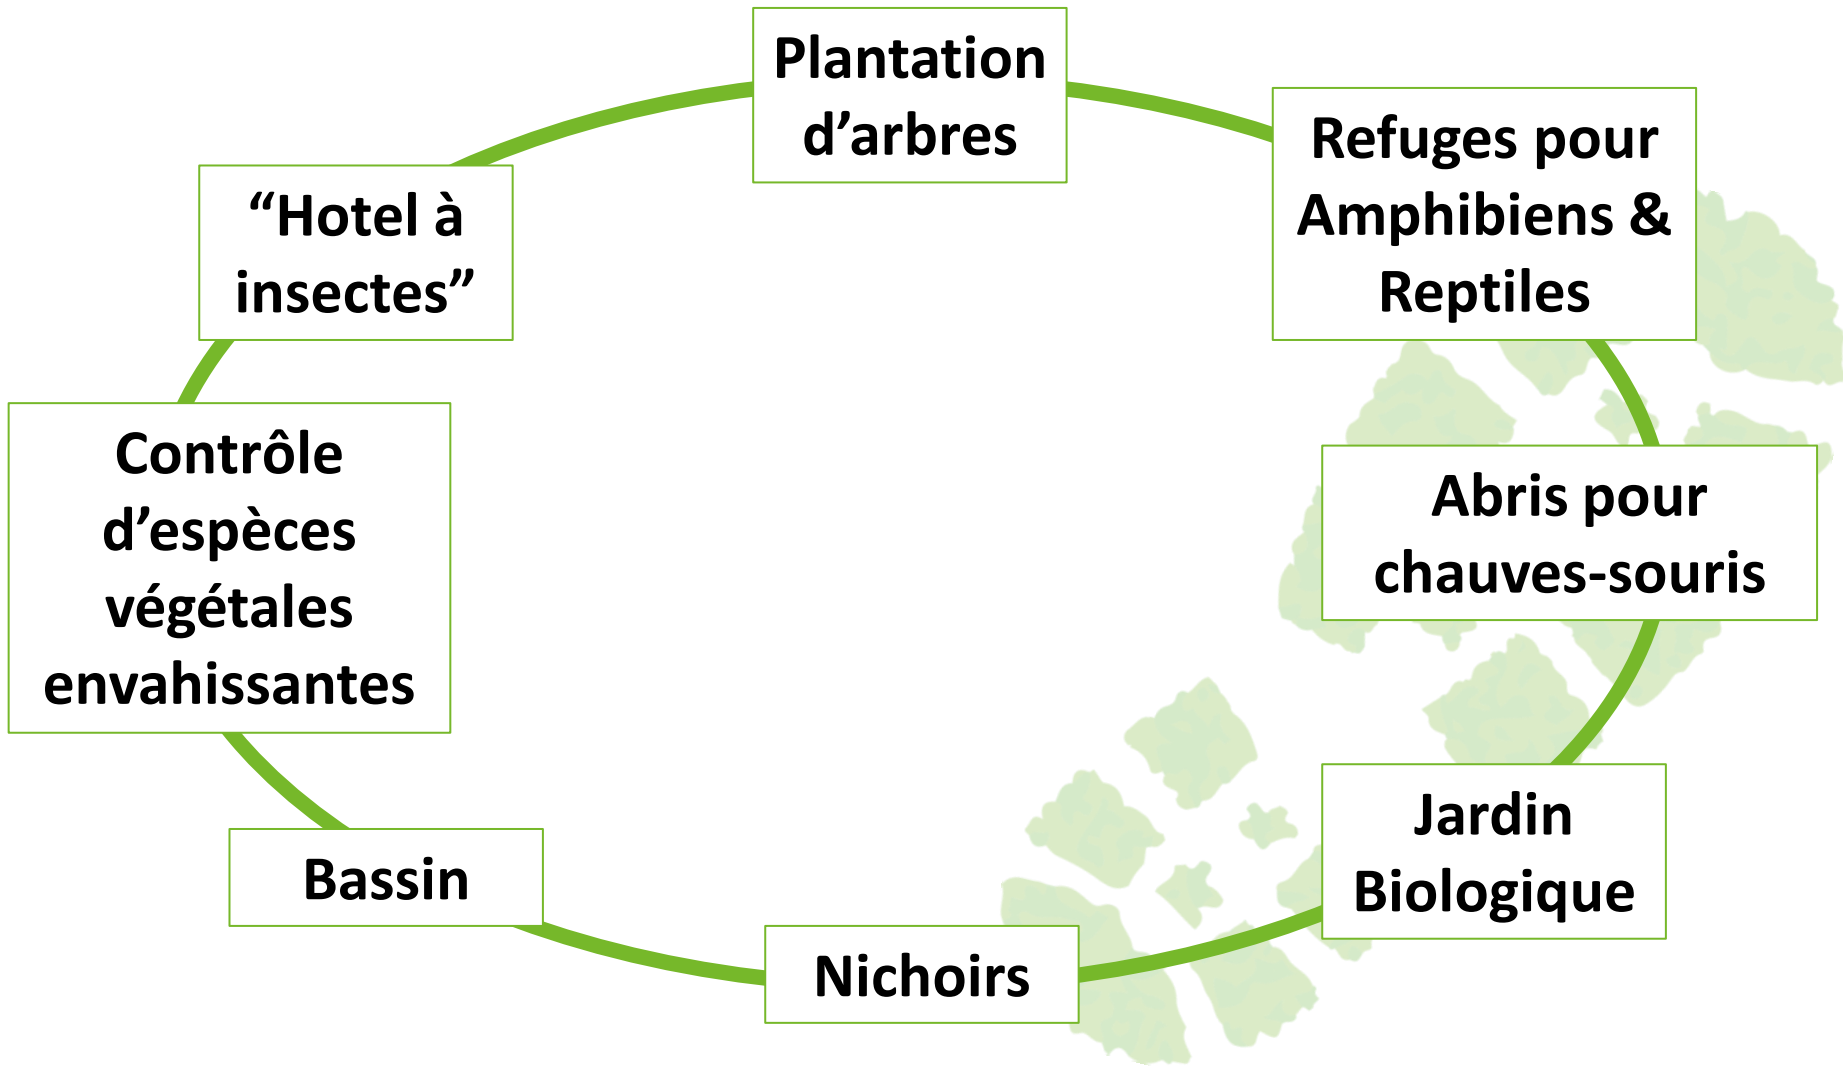 Plantation
d’arbres
Refuges pour
Amphibiens &
Reptiles
Abris pour
chauves-souris
Jardin
Biologique
Nichoirs
Bassin
Contrôle
d’espèces
végétales
envahissantes
“Hotel à
insectes”